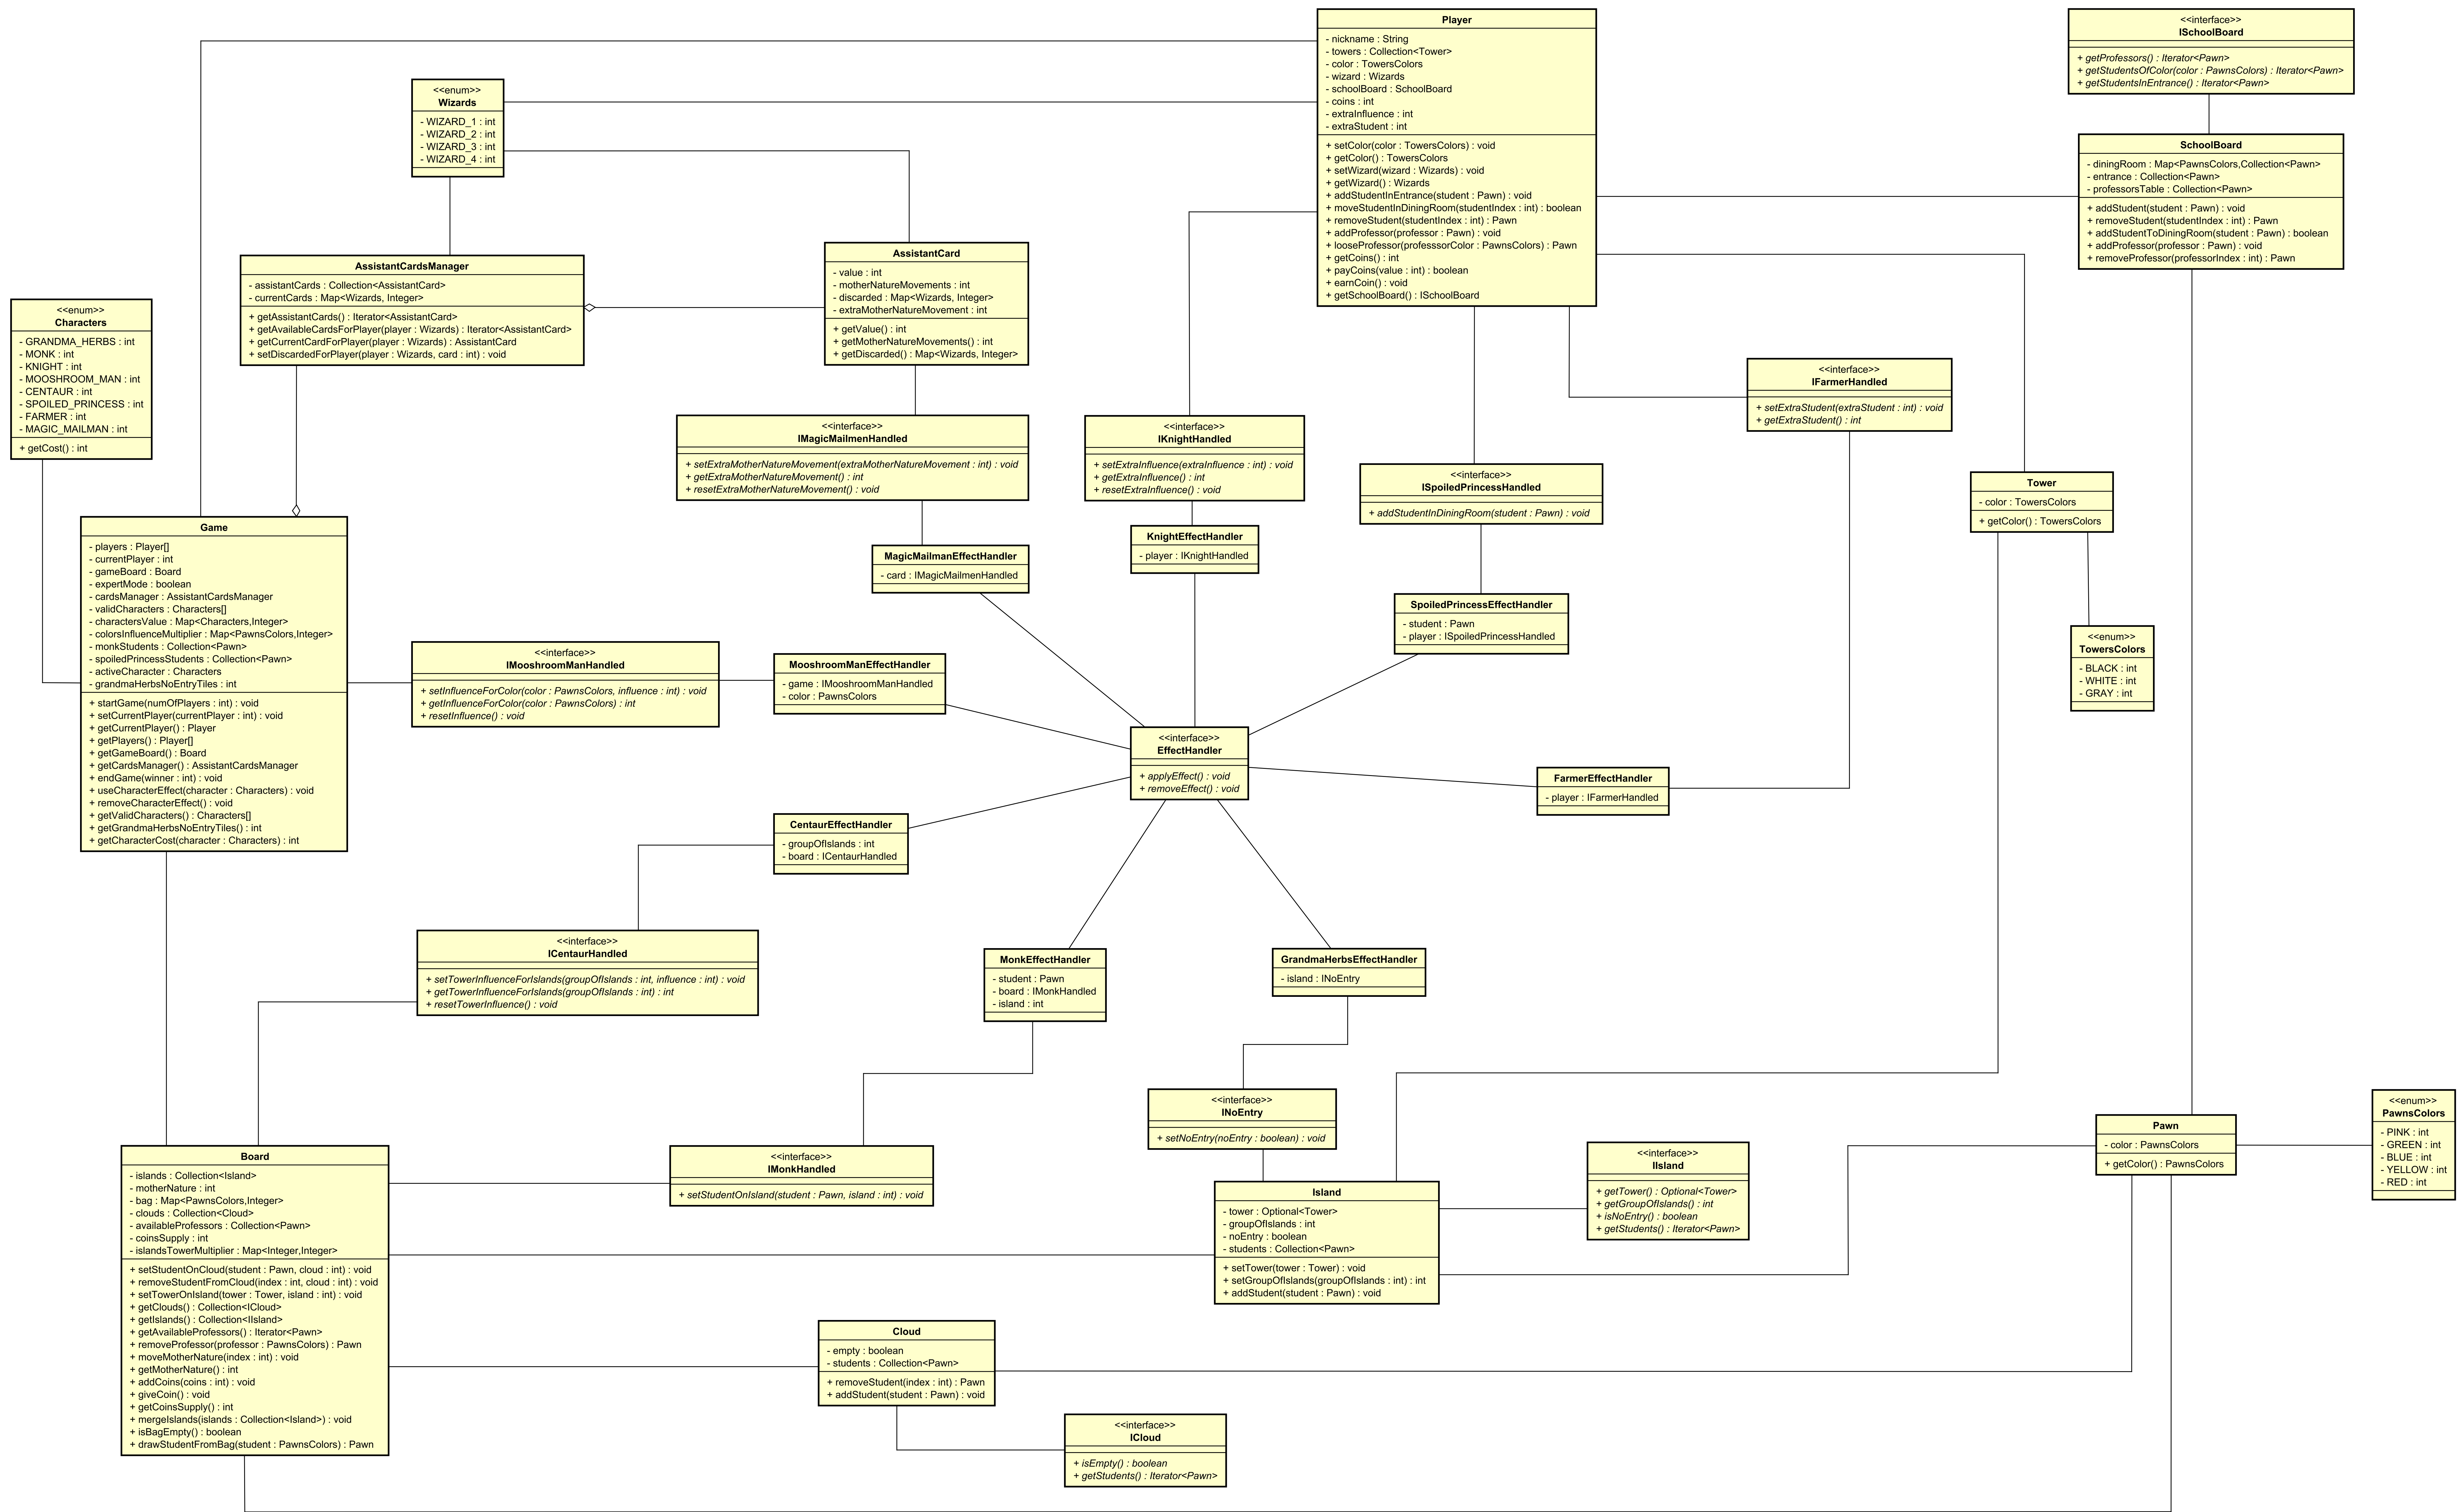 Player
- nickname : String
- towers : Collection<Tower>
- color : TowersColors
- wizard : Wizards
- schoolBoard : SchoolBoard
- coins : int
- extraInfluence : int
- extraStudent : int
+ setColor(color : TowersColors) : void
+ getColor() : TowersColors
+ setWizard(wizard : Wizards) : void
+ getWizard() : Wizards
+ addStudentInEntrance(student : Pawn) : void
+ moveStudentInDiningRoom(studentIndex : int) : boolean
+ removeStudent(studentIndex : int) : Pawn
+ addProfessor(professor : Pawn) : void
+ looseProfessor(professsorColor : PawnsColors) : Pawn
+ getCoins() : int
+ payCoins(value : int) : boolean
+ earnCoin() : void
+ getSchoolBoard() : ISchoolBoard
<<interface>>
ISchoolBoard
+ getProfessors() : Iterator<Pawn>
+ getStudentsOfColor(color : PawnsColors) : Iterator<Pawn>
+ getStudentsInEntrance() : Iterator<Pawn>
<<enum>>
Wizards
- WIZARD_1 : int
- WIZARD_2 : int
- WIZARD_3 : int
- WIZARD_4 : int
SchoolBoard
- diningRoom : Map<PawnsColors,Collection<Pawn>
- entrance : Collection<Pawn>
- professorsTable : Collection<Pawn>
+ addStudent(student : Pawn) : void
+ removeStudent(studentIndex : int) : Pawn
+ addStudentToDiningRoom(student : Pawn) : boolean
+ addProfessor(professor : Pawn) : void
+ removeProfessor(professorIndex : int) : Pawn
AssistantCardsManager
- assistantCards : Collection<AssistantCard>
- currentCards : Map<Wizards, Integer>
+ getAssistantCards() : Iterator<AssistantCard>
+ getAvailableCardsForPlayer(player : Wizards) : Iterator<AssistantCard>
+ getCurrentCardForPlayer(player : Wizards) : AssistantCard
+ setDiscardedForPlayer(player : Wizards, card : int) : void
AssistantCard
- value : int
- motherNatureMovements : int
- discarded : Map<Wizards, Integer>
- extraMotherNatureMovement : int
+ getValue() : int
+ getMotherNatureMovements() : int
+ getDiscarded() : Map<Wizards, Integer>
<<enum>>
Characters
- GRANDMA_HERBS : int
- MONK : int
- KNIGHT : int
- MOOSHROOM_MAN : int
- CENTAUR : int
- SPOILED_PRINCESS : int
- FARMER : int
- MAGIC_MAILMAN : int
+ getCost() : int
<<interface>>
IFarmerHandled
+ setExtraStudent(extraStudent : int) : void
+ getExtraStudent() : int
<<interface>>
IMagicMailmenHandled
+ setExtraMotherNatureMovement(extraMotherNatureMovement : int) : void
+ getExtraMotherNatureMovement() : int
+ resetExtraMotherNatureMovement() : void
<<interface>>
IKnightHandled
+ setExtraInfluence(extraInfluence : int) : void
+ getExtraInfluence() : int
+ resetExtraInfluence() : void
<<interface>>
ISpoiledPrincessHandled
+ addStudentInDiningRoom(student : Pawn) : void
Tower
- color : TowersColors
+ getColor() : TowersColors
Game
- players : Player[]
- currentPlayer : int
- gameBoard : Board
- expertMode : boolean
- cardsManager : AssistantCardsManager
- validCharacters : Characters[]
- charactersValue : Map<Characters,Integer>
- colorsInfluenceMultiplier : Map<PawnsColors,Integer>
- monkStudents : Collection<Pawn>
- spoiledPrincessStudents : Collection<Pawn>
- activeCharacter : Characters
- grandmaHerbsNoEntryTiles : int
+ startGame(numOfPlayers : int) : void
+ setCurrentPlayer(currentPlayer : int) : void
+ getCurrentPlayer() : Player
+ getPlayers() : Player[]
+ getGameBoard() : Board
+ getCardsManager() : AssistantCardsManager
+ endGame(winner : int) : void
+ useCharacterEffect(character : Characters) : void
+ removeCharacterEffect() : void
+ getValidCharacters() : Characters[]
+ getGrandmaHerbsNoEntryTiles() : int
+ getCharacterCost(character : Characters) : int
KnightEffectHandler
- player : IKnightHandled
MagicMailmanEffectHandler
- card : IMagicMailmenHandled
SpoiledPrincessEffectHandler
- student : Pawn
- player : ISpoiledPrincessHandled
<<enum>>
TowersColors
- BLACK : int
- WHITE : int
- GRAY : int
<<interface>>
IMooshroomManHandled
+ setInfluenceForColor(color : PawnsColors, influence : int) : void
+ getInfluenceForColor(color : PawnsColors) : int
+ resetInfluence() : void
MooshroomManEffectHandler
- game : IMooshroomManHandled
- color : PawnsColors
<<interface>>
EffectHandler
+ applyEffect() : void
+ removeEffect() : void
FarmerEffectHandler
- player : IFarmerHandled
CentaurEffectHandler
- groupOfIslands : int
- board : ICentaurHandled
<<interface>>
ICentaurHandled
+ setTowerInfluenceForIslands(groupOfIslands : int, influence : int) : void
+ getTowerInfluenceForIslands(groupOfIslands : int) : int
+ resetTowerInfluence() : void
MonkEffectHandler
- student : Pawn
- board : IMonkHandled
- island : int
GrandmaHerbsEffectHandler
- island : INoEntry
<<interface>>
INoEntry
+ setNoEntry(noEntry : boolean) : void
<<enum>>
PawnsColors
- PINK : int
- GREEN : int
- BLUE : int
- YELLOW : int
- RED : int
Pawn
- color : PawnsColors
+ getColor() : PawnsColors
Board
- islands : Collection<Island>
- motherNature : int
- bag : Map<PawnsColors,Integer>
- clouds : Collection<Cloud>
- availableProfessors : Collection<Pawn>
- coinsSupply : int
- islandsTowerMultiplier : Map<Integer,Integer>
+ setStudentOnCloud(student : Pawn, cloud : int) : void
+ removeStudentFromCloud(index : int, cloud : int) : void
+ setTowerOnIsland(tower : Tower, island : int) : void
+ getClouds() : Collection<ICloud>
+ getIslands() : Collection<IIsland>
+ getAvailableProfessors() : Iterator<Pawn>
+ removeProfessor(professor : PawnsColors) : Pawn
+ moveMotherNature(index : int) : void
+ getMotherNature() : int
+ addCoins(coins : int) : void
+ giveCoin() : void
+ getCoinsSupply() : int
+ mergeIslands(islands : Collection<Island>) : void
+ isBagEmpty() : boolean
+ drawStudentFromBag(student : PawnsColors) : Pawn
<<interface>>
IMonkHandled
+ setStudentOnIsland(student : Pawn, island : int) : void
<<interface>>
IIsland
+ getTower() : Optional<Tower>
+ getGroupOfIslands() : int
+ isNoEntry() : boolean
+ getStudents() : Iterator<Pawn>
Island
- tower : Optional<Tower>
- groupOfIslands : int
- noEntry : boolean
- students : Collection<Pawn>
+ setTower(tower : Tower) : void
+ setGroupOfIslands(groupOfIslands : int) : int
+ addStudent(student : Pawn) : void
Cloud
- empty : boolean
- students : Collection<Pawn>
+ removeStudent(index : int) : Pawn
+ addStudent(student : Pawn) : void
<<interface>>
ICloud
+ isEmpty() : boolean
+ getStudents() : Iterator<Pawn>